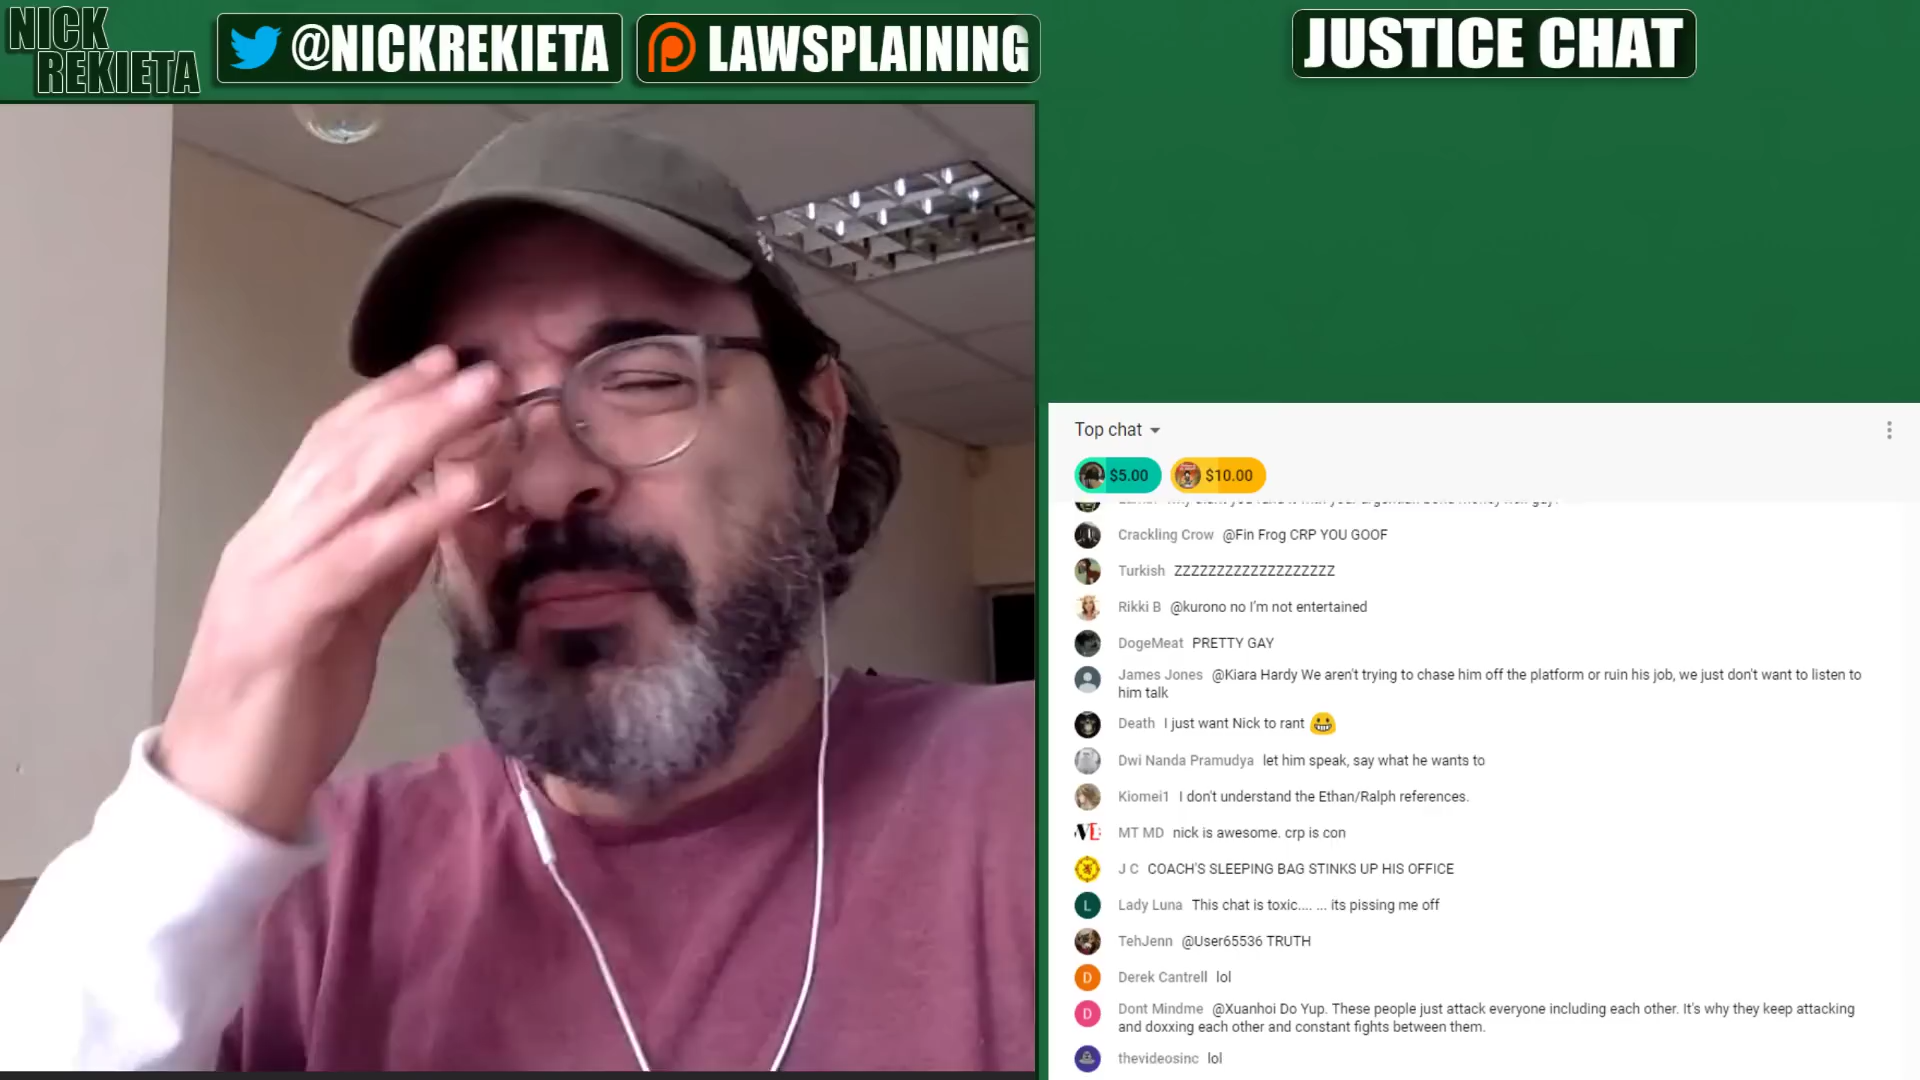 NICK
REKIETA
@NICKREKIETA
LAWSPLAINING
JUSTICE CHAT
Top chat
$5.00
$10.00
Crackling Crow @Fin Frog CRP YOU GOOF
Turkish ZZZZZZZZZZZZZZZZZZZ
Rikki B @kurono no I'm not entertained
DogeMeat PRETTY GAY
James Jones @Kiara Hardy We aren't trying to chase him off the platform or ruin his job, we just don't want to listen to
him talk
Death I just want Nick to rant
Dwi Nanda Pramudya let him speak, say what he wants to
Kiomei1 I don't understand the Ethan/Ralph references.
MT MD nick is awesome. crp is con
J C COACH'S SLEEPING BAG STINKS UP HIS OFFICE
L Lady Luna This chat is toxic.... ... its pissing me off
TehJenn @User65536 TRUTH
D Derek Cantrell lol
D Dont Mindme @Xuanhoi Do Yup. These people just attack everyone including each other. It's why they keep attacking
and doxxing each other and constant fights between them.
thevideosinc lol